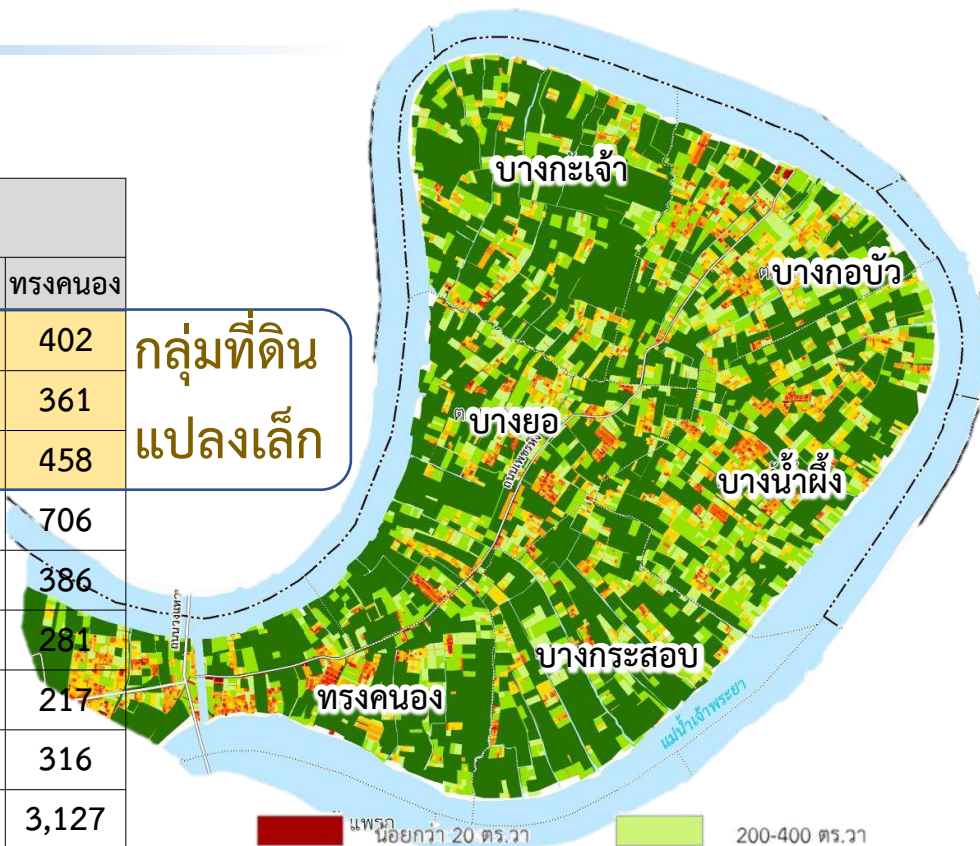 ทรงคนอง
402
361
458
706
386
281
217
316
3,127
กลุ่มที่ดิน
แปลงเล็ก
บางกะเจ้า
ต
บางกอบัว
ต
บางยอ
บางน้ำผึ้ง
บางกระสอบ
ทรงคนอง
แม่น้ำเจ้าพระยา
แพรก
น้อยกว่า 20 ตร.วา
200-400 ตร.วา